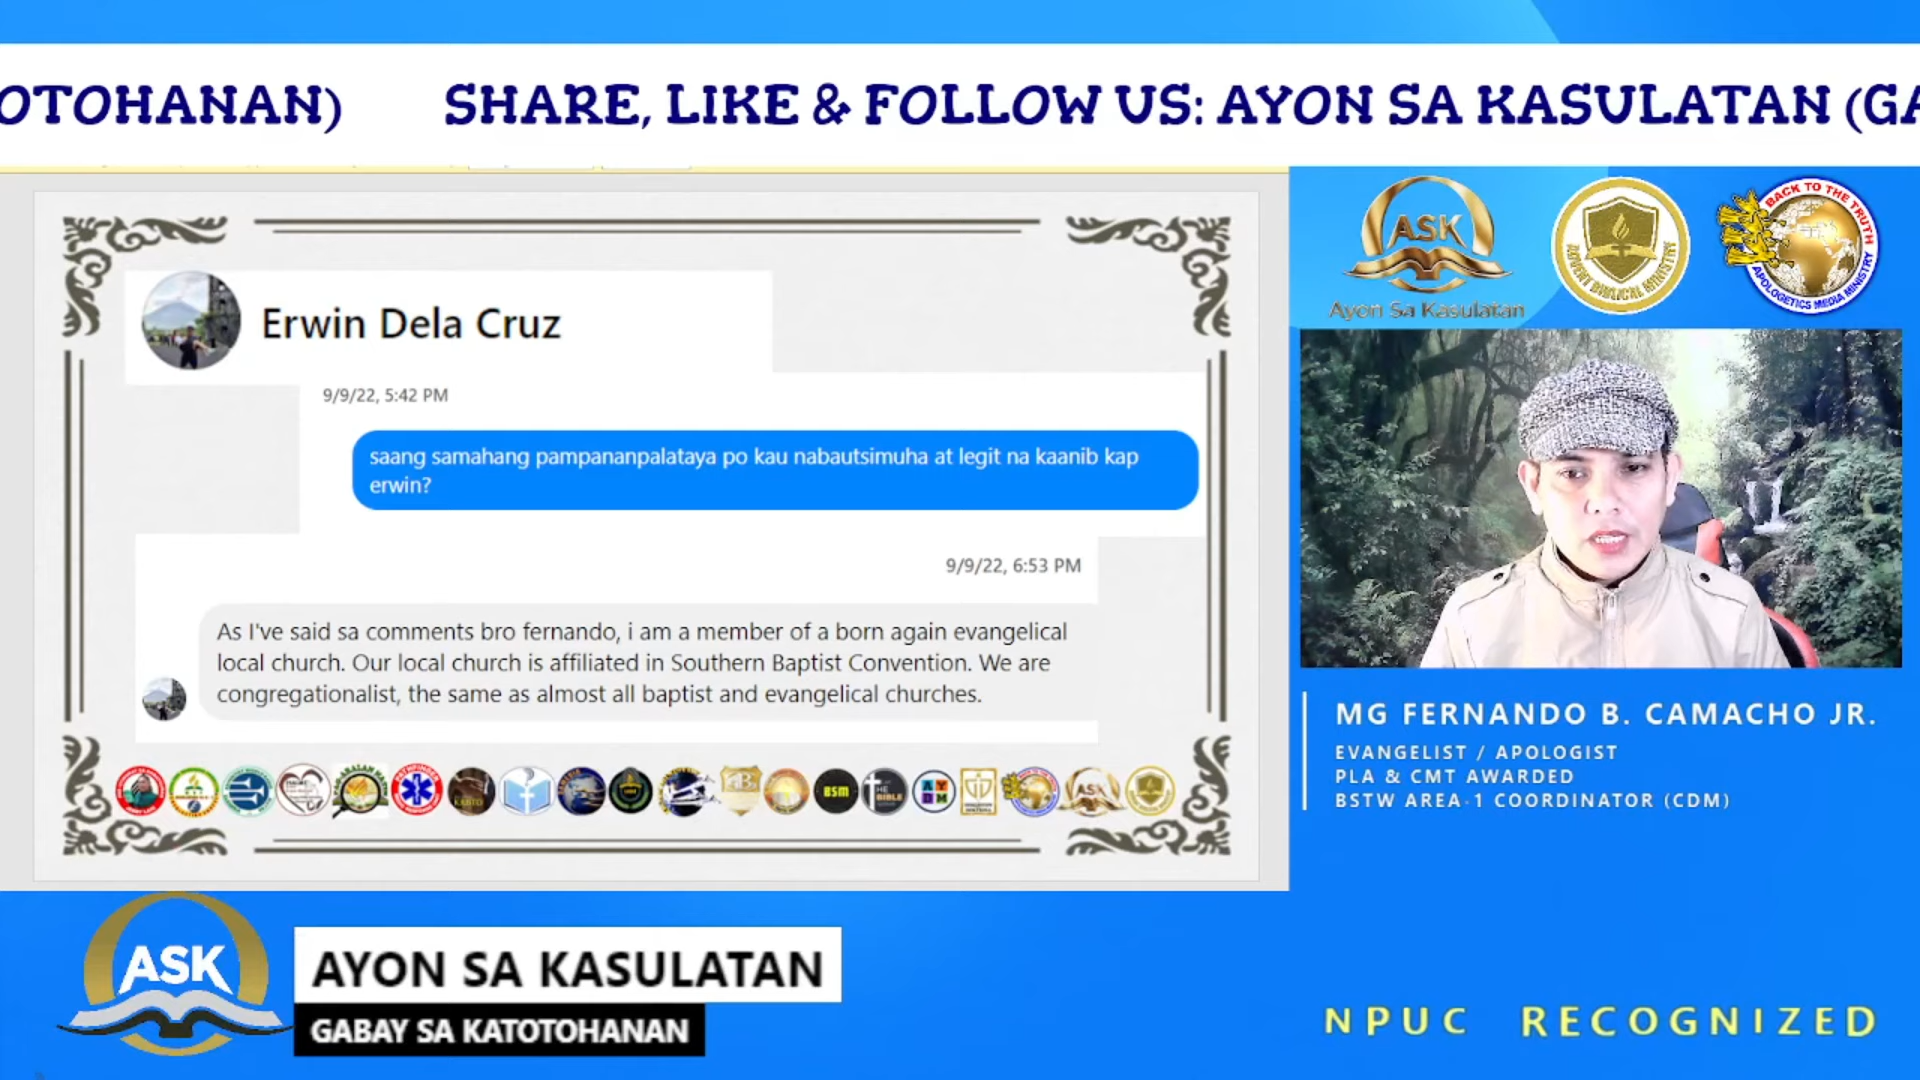 OTOHANAN) SHARE, LIKE & FOLLOW US: AYON SA KASULATAN (GA
ASK
Ayon Sa Kasulatan
ADVENT BIBLICAL MINISTRY
BACK TO THE TRUTH
APOLOGETICS MEDIA MINISTRY
Erwin Dela Cruz
9/9/22, 5:42 PM
saang samahang pampananpalataya po kau nabautsimuha at legit na kaanib kap
erwin?
9/9/22, 6:53 PM
As I've said sa comments bro fernando, i am a member of a born again evangelical
local church. Our local church is affiliated in Southern Baptist Convention. We are
congregationalist, the same as almost all baptist and evangelical churches.
BSM
MG FERNANDO B. CAMACHO JR.
EVANGELIST / APOLOGIST
PLA & CMT AWARDED
BSTW AREA-1 COORDINATOR (CDM)
ASK
AYON SA KASULATAN
GABAY SA KATOTOHANAN
NPUC RECOGNIZED